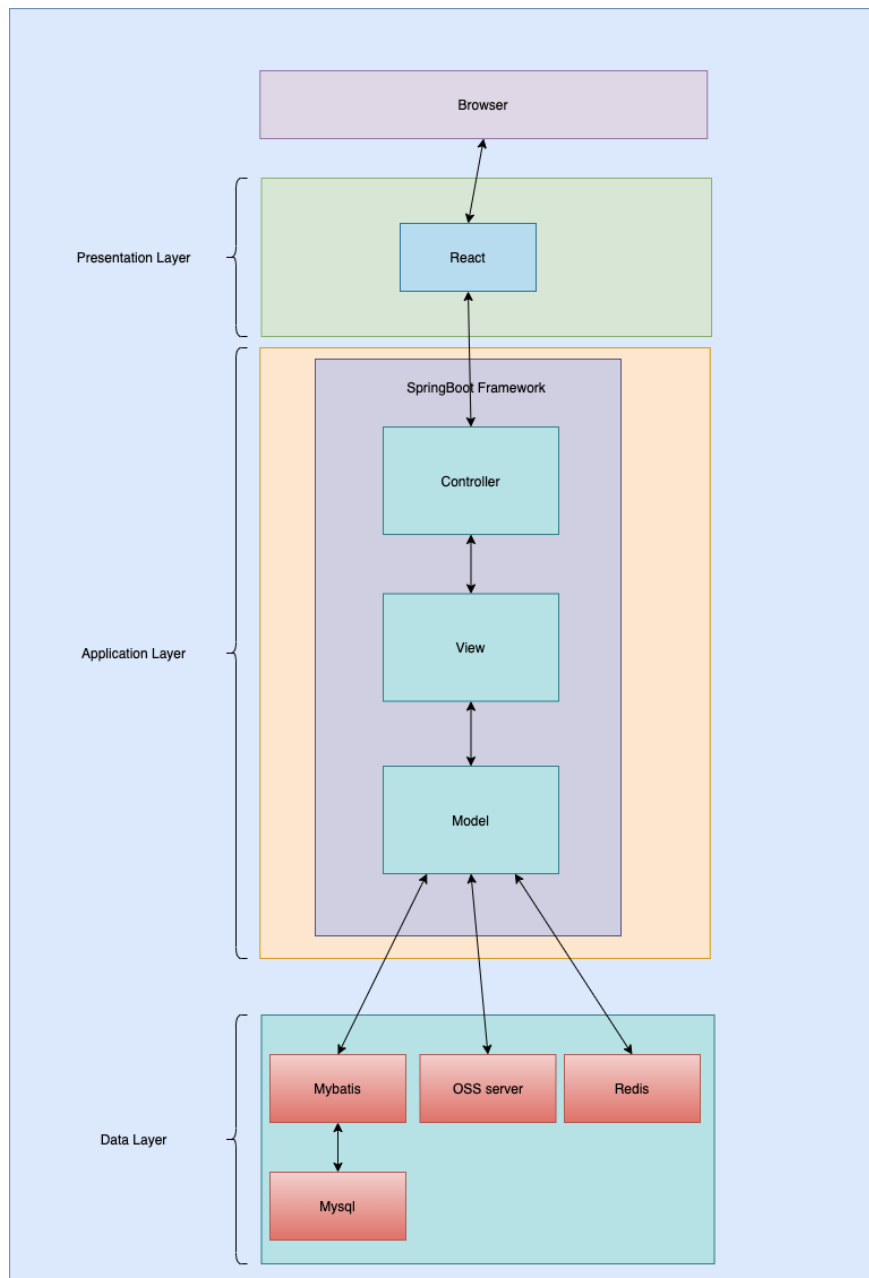 Browser
Presentation Layer
React
SpringBoot Framework
Controller
Application Layer
View
Model
Mybatis
OSS server
Redis
Data Layer
Mysql